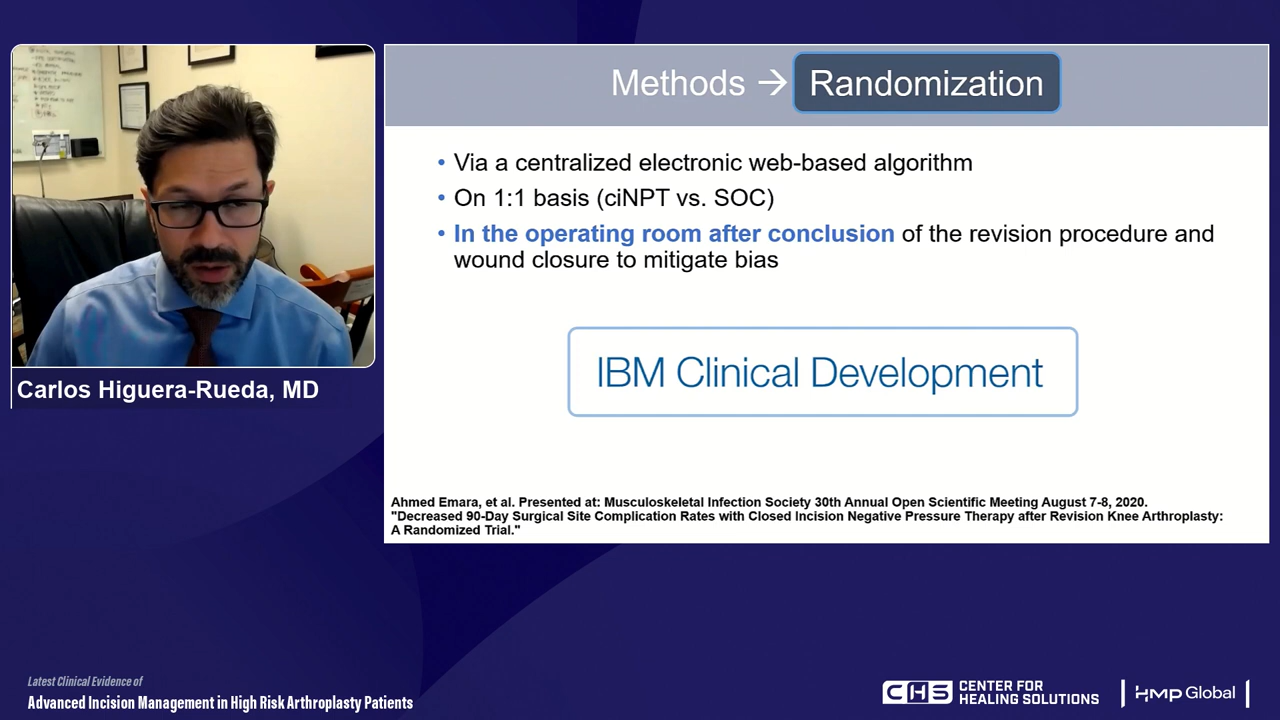 Methods → Randomization
• Via a centralized electronic web-based algorithm
• On 1:1 basis (ciNPT vs. SOC)
• In the operating room after conclusion of the revision procedure and
wound closure to mitigate bias
IBM Clinical Development
Carlos Higuera-Rueda, MD
Ahmed Emara, et al. Presented at: Musculoskeletal Infection Society 30th Annual Open Scientific Meeting August 7-8, 2020.
"Decreased 90-Day Surgical Site Complication Rates with Closed Incision Negative Pressure Therapy after Revision Knee Arthroplasty:
A Randomized Trial."
Latest Clinical Evidence of
Advanced Incision Management in High Risk Arthroplasty Patients
CHS CENTER FOR
HEALING SOLUTIONS
HMP Global